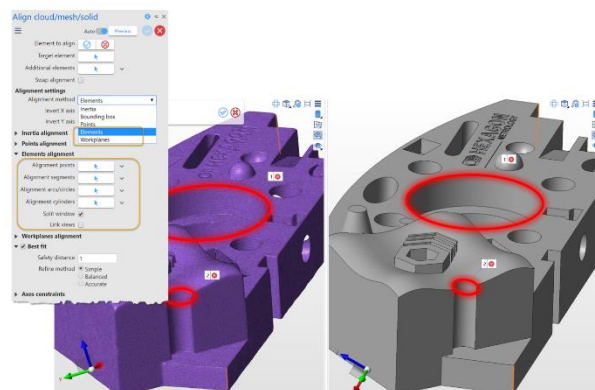 Align cloud/mesh/solid
Auto
Preview
Element to align
Target element
Additional elements
Swap alignment
Alignment settings
Alignment method
Elements
Invert X axis
Inertia
Bounding box
Invert Y axis
Points
Elements
Workplanes
Inertia alignment
Points alignment
Elements alignment
Alignment points
Alignment segments
Alignment arcs/circles
Alignment cylinders
Split window
Link views
Workplanes alignment
Best fit
Safety distance
1
Refine method
Simple
Balanced
Accurate
Axes constraints
1
2
HEXAGON
1
2